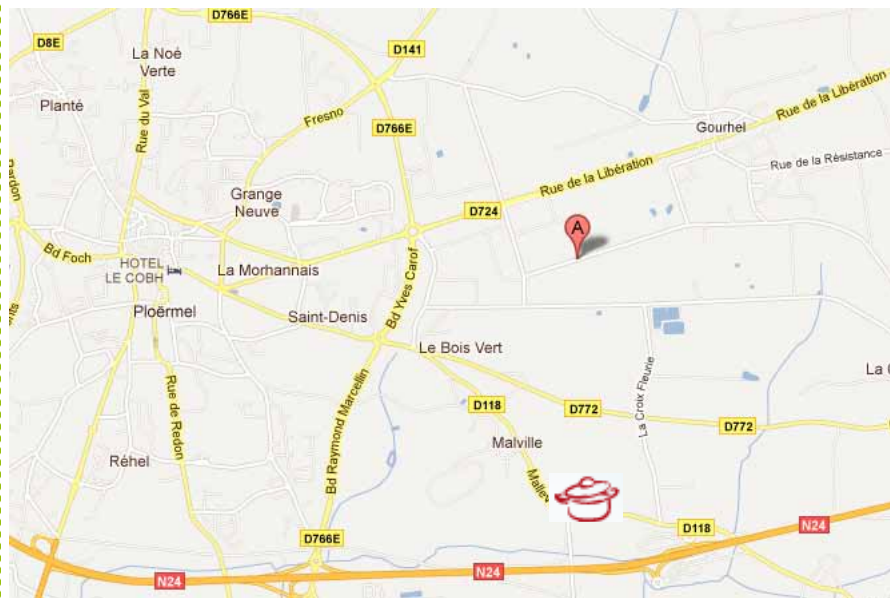 D766E
D8E
La Noé
Verte
D141
Planté
Rue du Val
Fresno
D766E
Gourhel
Rue de la Libération
Rue de la Libération
Rue de la Résistance
Grange
Neuve
D724
A
Bd Foch
HOTEL
LE COBH
La Morhannais
Bd Yves Carof
Ploërmel
Saint-Denis
Le Bois Vert
La Croix Fleurie
Rue de Redon
Bd Raymond Marcellin
D118
D772
D772
Malville
Réhel
D118
N24
D766E
N24
N24